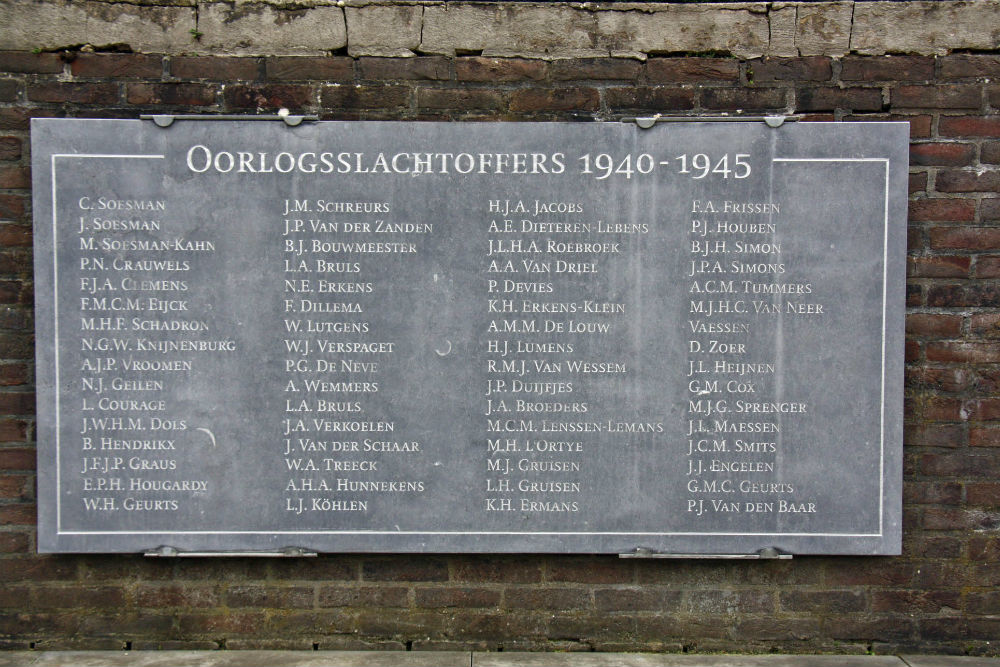 OORLOGSSLACHTOFFERS 1940-1945
C. SOESMAN
J. SOESMAN
M. SOESMAN-KAHN
P.N. CRAUWELS
F.J.A. CLEMENS
F.M.C.M. EIJCK
M.H.F. SCHADRON
N.G.W. KNIJNENBURG
A.J.P. VROOMEN
N.J. GEILEN
L. COURAGE
J.W.H.M. DOLS
B. HENDRIKX
J.F.J.P. GRAUS
E.P.H. HOUGARDY
W.H. GEURTS
J.M. SCHREURS
J.P. VAN DER ZANDEN
B.J. BOUWMEESTER
L.A. BRULS
N.E. ERKENS
F. DILLEMA
W. LUTGENS
W.J. VERSPAGET
P.G. DE NEVE
A. WEMMERS
L.A. BRULS
J.A. VERKOELEN
J. VAN DER SCHAAR
W.A. TREECK
A.H.A. HUNNEKENS
L.J. KÖHLEN
H.J.A. JACOBS
A.E. DIETEREN-LEBENS
J.L.H.A. ROEBROEK
A.A. VAN DRIEL
P. DEVIES
K.H. ERKENS-KLEIN
A.M.M. DE LOUW
H.J. LUMENS
R.M.J. VAN WESSEM
J.P. DUIJFJES
J.A. BROEDERS
M.C.M. LENSSEN-LEMANS
M.H. L'ORTYE
M.J. GRUISEN
L.H. GRUISEN
K.H. ERMANS
F.A. FRISSEN
P.J. HOUBEN
B.J.H. SIMON
J.P.A. SIMONS
A.C.M. TUMMERS
M.J.H.C. VAN NEER
VAESSEN
D. ZOER
J.L. HEIJNEN
G.M. COX
M.J.G. SPRENGER
J.L. MAESSEN
J.C.M. SMITS
J.J. ENGELEN
G.M.C. GEURTS
P.J. VAN DEN BAAR